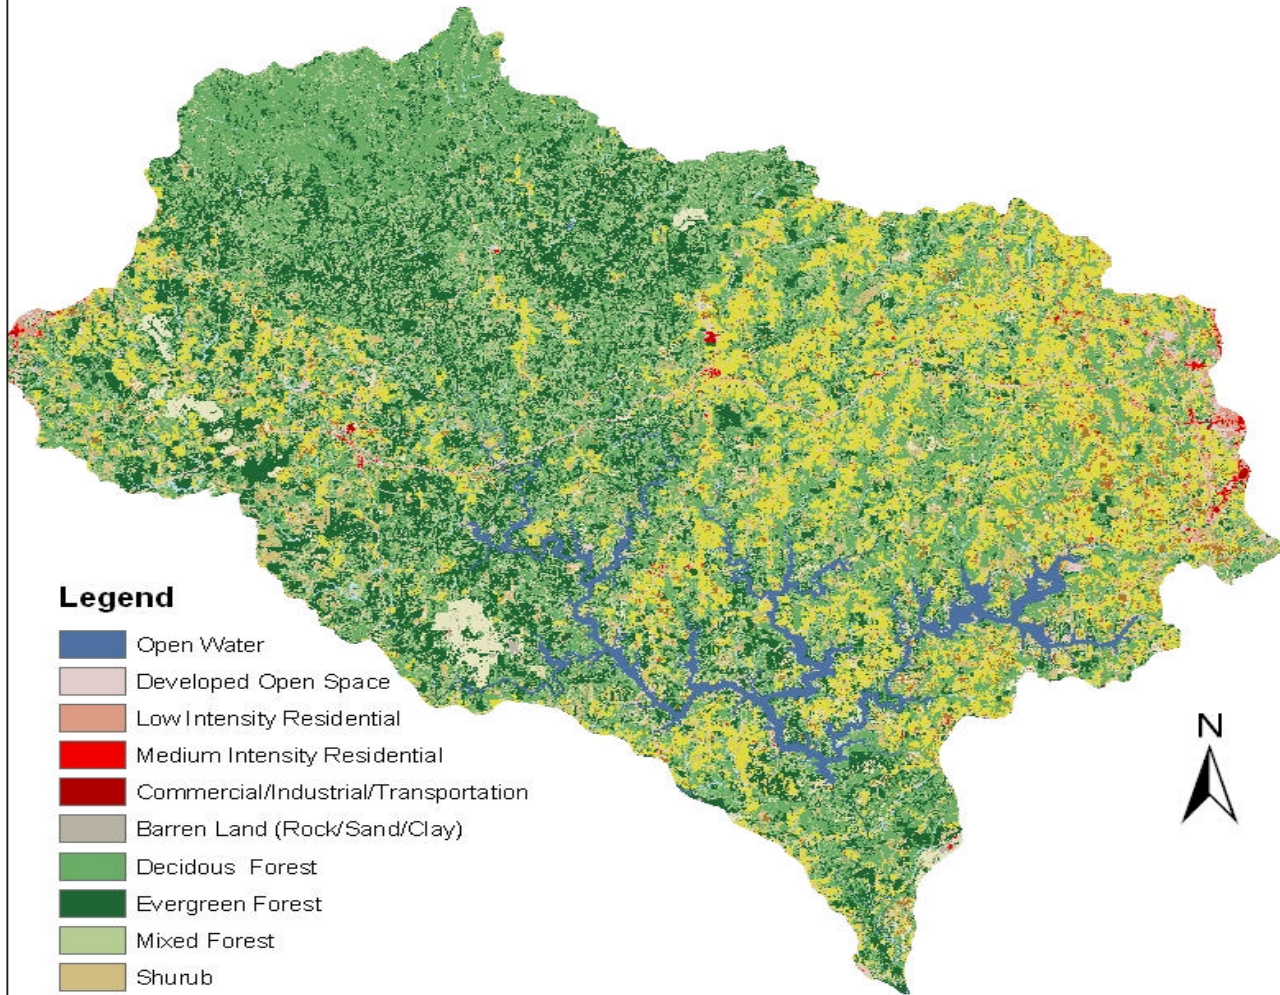 Legend
Open Water
Developed Open Space
Low Intensity Residential
Medium Intensity Residential
Commercial/Industrial/Transportation
Barren Land (Rock/Sand/Clay)
Decidous Forest
Evergreen Forest
Mixed Forest
Shurub
N